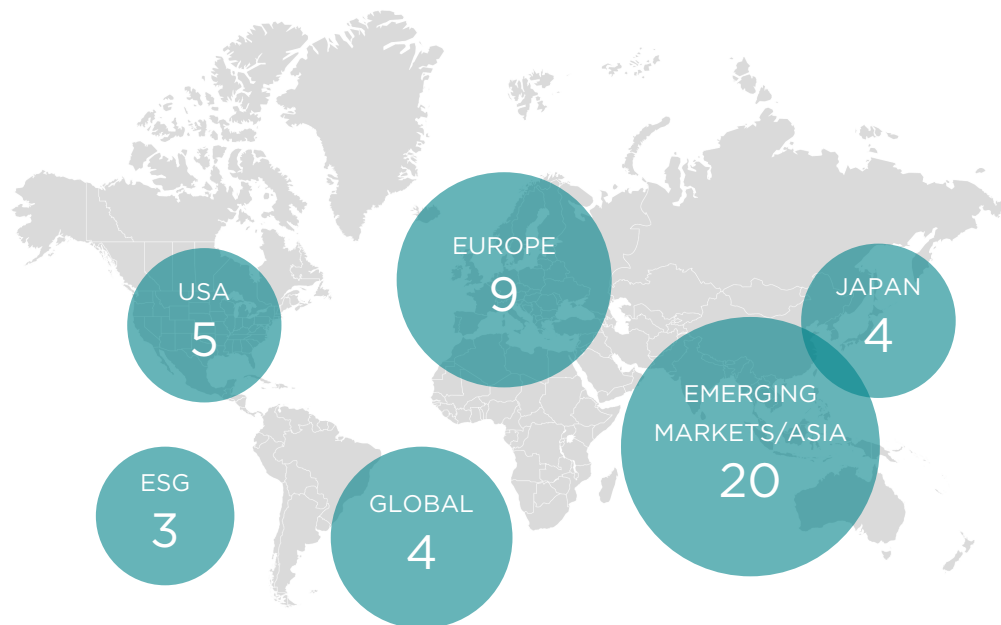 EUROPE
9
USA
5
JAPAN
4
EMERGING
MARKETS/ASIA
20
ESG
3
GLOBAL
4